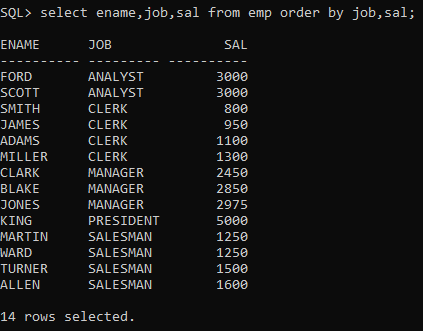 SQL> select ename,job,sal from emp order by job,sal;
ENAME      JOB              SAL
---------- --------- ----------
FORD       ANALYST         3000
SCOTT      ANALYST         3000
SMITH      CLERK            800
JAMES      CLERK            950
ADAMS      CLERK           1100
MILLER     CLERK           1300
CLARK      MANAGER         2450
BLAKE      MANAGER         2850
JONES      MANAGER         2975
KING       PRESIDENT       5000
MARTIN     SALESMAN        1250
WARD       SALESMAN        1250
TURNER     SALESMAN        1500
ALLEN      SALESMAN        1600
14 rows selected.